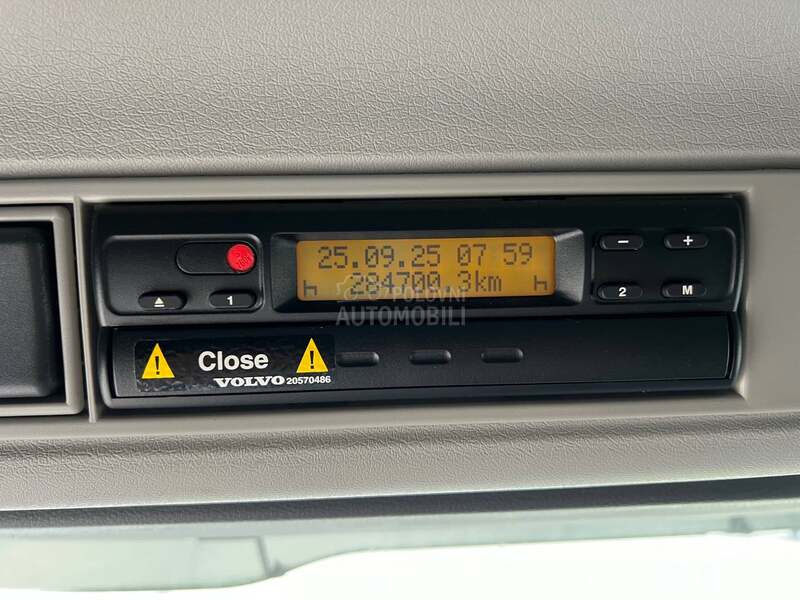 25.09.25 07 59
284700.3km
POLOVNI
AUTOMOBILI
1
2
M
Close
VOLVO 20570486